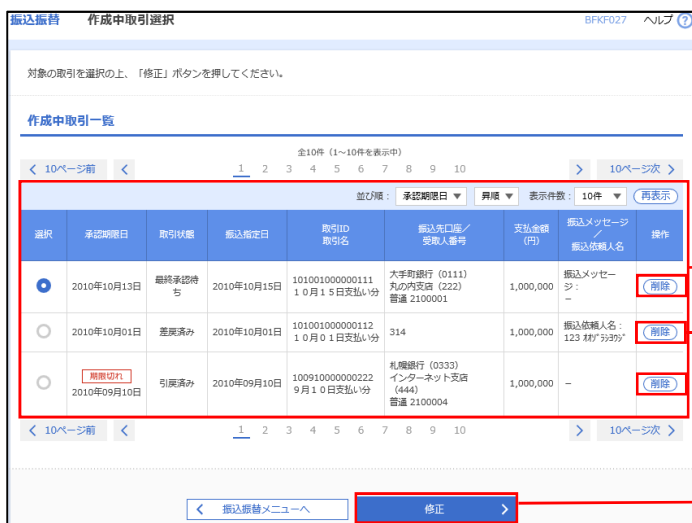 振込振替 作成中取引選択 BFKF027 ヘルプ ?
対象の取引を選択の上、「修正」ボタンを押してください。
作成中取引一覧
全10件（1～10件を表示中）
< 10ページ前 < 1 2 3 4 5 6 7 8 9 10 > 10ページ次 >
並び順： 承認期限日 ▼ 昇順 ▼ 表示件数： 10件 ▼ 再表示
選択 承認期限日 取引状態 振込指定日 取引ID 取引名 振込先口座／受取人番号 支払金額（円） 振込メッセージ／振込依頼人名 操作
2010年10月13日 最終承認待ち 2010年10月15日 101001000000111 １０月１５日支払い分 大手町銀行（0111） 丸の内支店（222） 普通 2100001 1,000,000 振込メッセージ： － 削除
2010年10月01日 差戻済み 2010年10月01日 101001000000112 １０月０１日支払い分 314 1,000,000 振込依頼人名： 123 削除
期限切れ 2010年09月10日 引戻済み 2010年09月10日 100910000000222 ９月１０日支払い分 札幌銀行（0333） インターネット支店（444） 普通 2100004 1,000,000 － 削除
< 10ページ前 < 1 2 3 4 5 6 7 8 9 10 > 10ページ次 >
< 振込振替メニューへ 修正 >